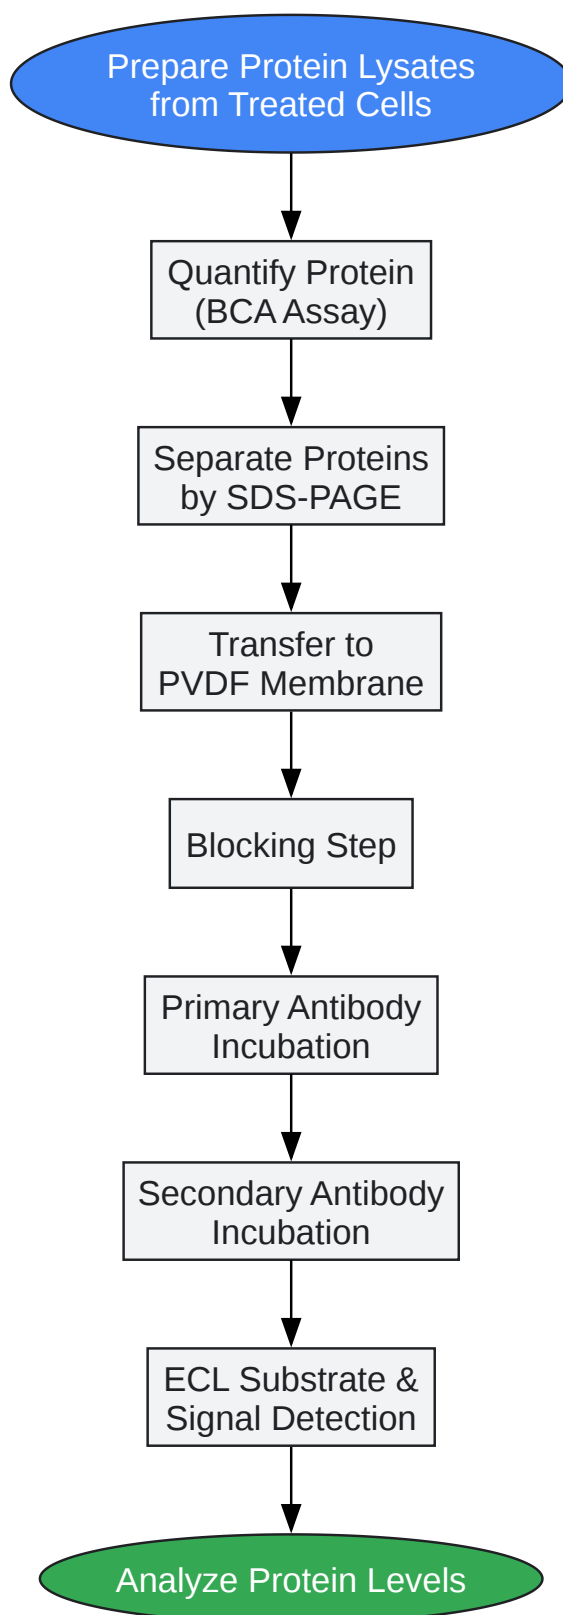 Prepare Protein Lysates
from Treated Cells
Quantify Protein
(BCA Assay)
Separate Proteins
by SDS-PAGE
Transfer to
PVDF Membrane
Blocking Step
Primary Antibody
Incubation
Secondary Antibody
Incubation
ECL Substrate &
Signal Detection
Analyze Protein Levels